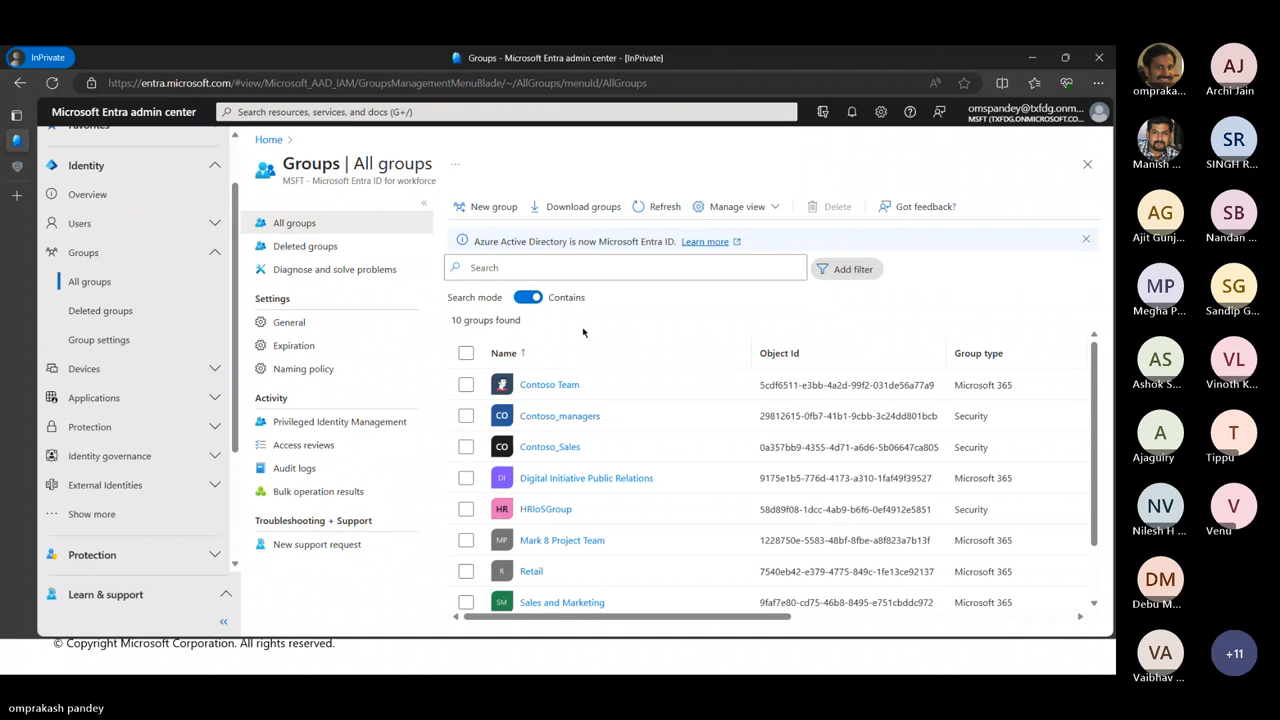 InPrivate
Groups - Microsoft Entra admin center - [InPrivate]
https://entra.microsoft.com/#view/Microsoft_AAD_IAM/GroupsManagementMenuBlade/~/AllGroups/menuId/AllGroups
Microsoft Entra admin center
Search resources, services, and docs (G+/)
omspandey@txfdg.onm...
MSFT (TXFDG.ONMICROSOFT.CO...
Favorites
Identity
Overview
Users
Groups
All groups
Deleted groups
Group settings
Devices
Applications
Protection
Identity governance
External Identities
Show more
Protection
Learn & support
Home
Groups | All groups
MSFT - Microsoft Entra ID for workforce
All groups
Deleted groups
Diagnose and solve problems
Settings
General
Expiration
Naming policy
Activity
Privileged Identity Management
Access reviews
Audit logs
Bulk operation results
Troubleshooting + Support
New support request
New group Download groups Refresh Manage view Delete Got feedback?
Azure Active Directory is now Microsoft Entra ID. Learn more
Search
Add filter
Search mode Contains
10 groups found
Name ↑ Object Id Group type
Contoso Team 5cdf6511-e3bb-4a2d-99f2-031de56a77a9 Microsoft 365
CO Contoso_managers 29812615-0fb7-41b1-9cbb-3c24dd801bcb Security
CO Contoso_Sales 0a357bb9-4355-4d71-a6d6-5b06647ca805 Security
DI Digital Initiative Public Relations 9175e1b5-776d-4173-a310-1faf49f39527 Microsoft 365
HR HRIoSGroup 58d89f08-1dcc-4ab9-b6f6-0ef4912e5851 Security
MP Mark 8 Project Team 1228750e-5583-48bf-8fbe-a8f823a7b13f Microsoft 365
R Retail 7540eb42-e379-4775-849c-1fe13ce92137 Microsoft 365
SM Sales and Marketing 9faf7e80-cd75-46b8-8495-e751cbddc972 Microsoft 365
© Copyright Microsoft Corporation. All rights reserved.
omprakash pandey
ompraka...
AJ
Archi Jain
Manish ...
SR
SINGH R...
AG
Ajit Gunj...
SB
Nandan ...
MP
Megha P...
SG
Sandip G...
AS
Ashok S...
VL
Vinoth K...
A
Ajaguiry
T
Tippu
NV
Nilesh H ...
V
Venu
DM
Debu M...
VA
Vaibhav ...
+11